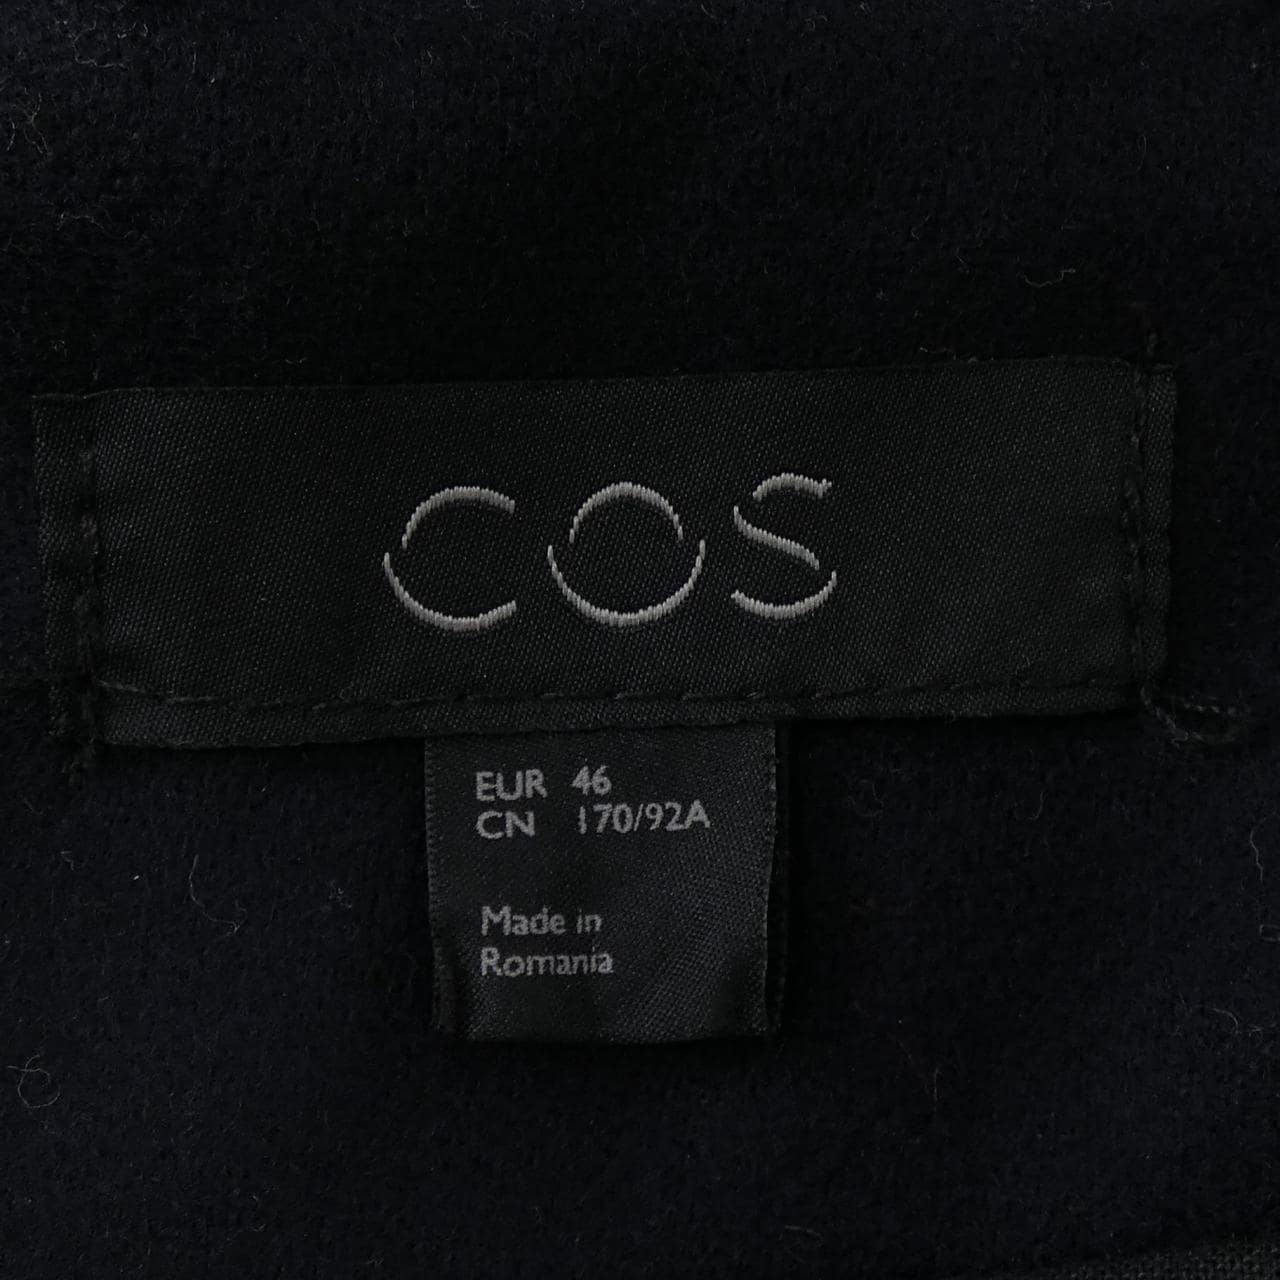 COS
EUR 46
CN 170/92A
Made in
Romania